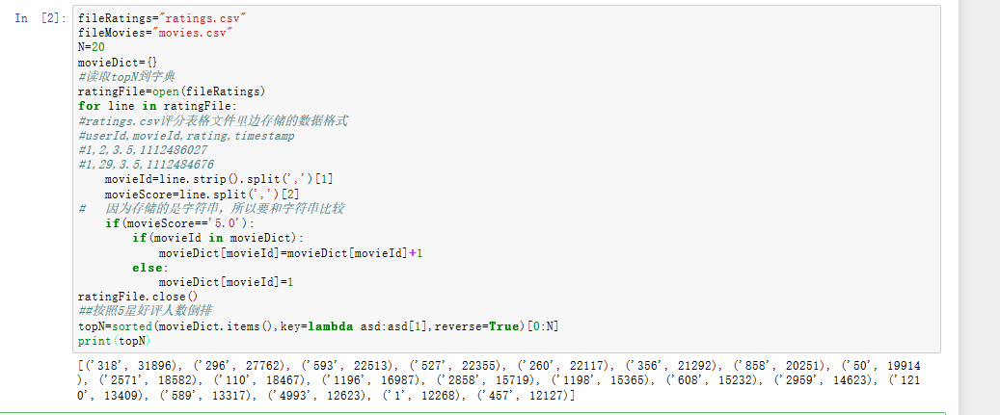 In [2]: fileRatings="ratings.csv"
fileMovies="movies.csv"
N=20
movieDict={}
#读取topN到字典
ratingFile=open(fileRatings)
for line in ratingFile:
#ratings.csv评分表格文件里边存储的数据格式
#userId,movieId,rating,timestamp
#1,2,3.5,1112486027
#1,29,3.5,1112484676
    movieId=line.strip().split(',')[1]
    movieScore=line.split(',')[2]
#   因为存储的是字符串，所以要和字符串比较
    if(movieScore=='5.0'):
        if(movieId in movieDict):
            movieDict[movieId]=movieDict[movieId]+1
        else:
            movieDict[movieId]=1
ratingFile.close()
##按照5星好评人数倒排
topN=sorted(movieDict.items(),key=lambda asd:asd[1],reverse=True)[0:N]
print(topN)
[('318', 31896), ('296', 27762), ('593', 22513), ('527', 22355), ('260', 22117), ('356', 21292), ('858', 20251), ('50', 19914
), ('2571', 18582), ('110', 18467), ('1196', 16987), ('2858', 15719), ('1198', 15365), ('608', 15232), ('2959', 14623), ('121
0', 13409), ('589', 13317), ('4993', 12623), ('1', 12268), ('457', 12127)]